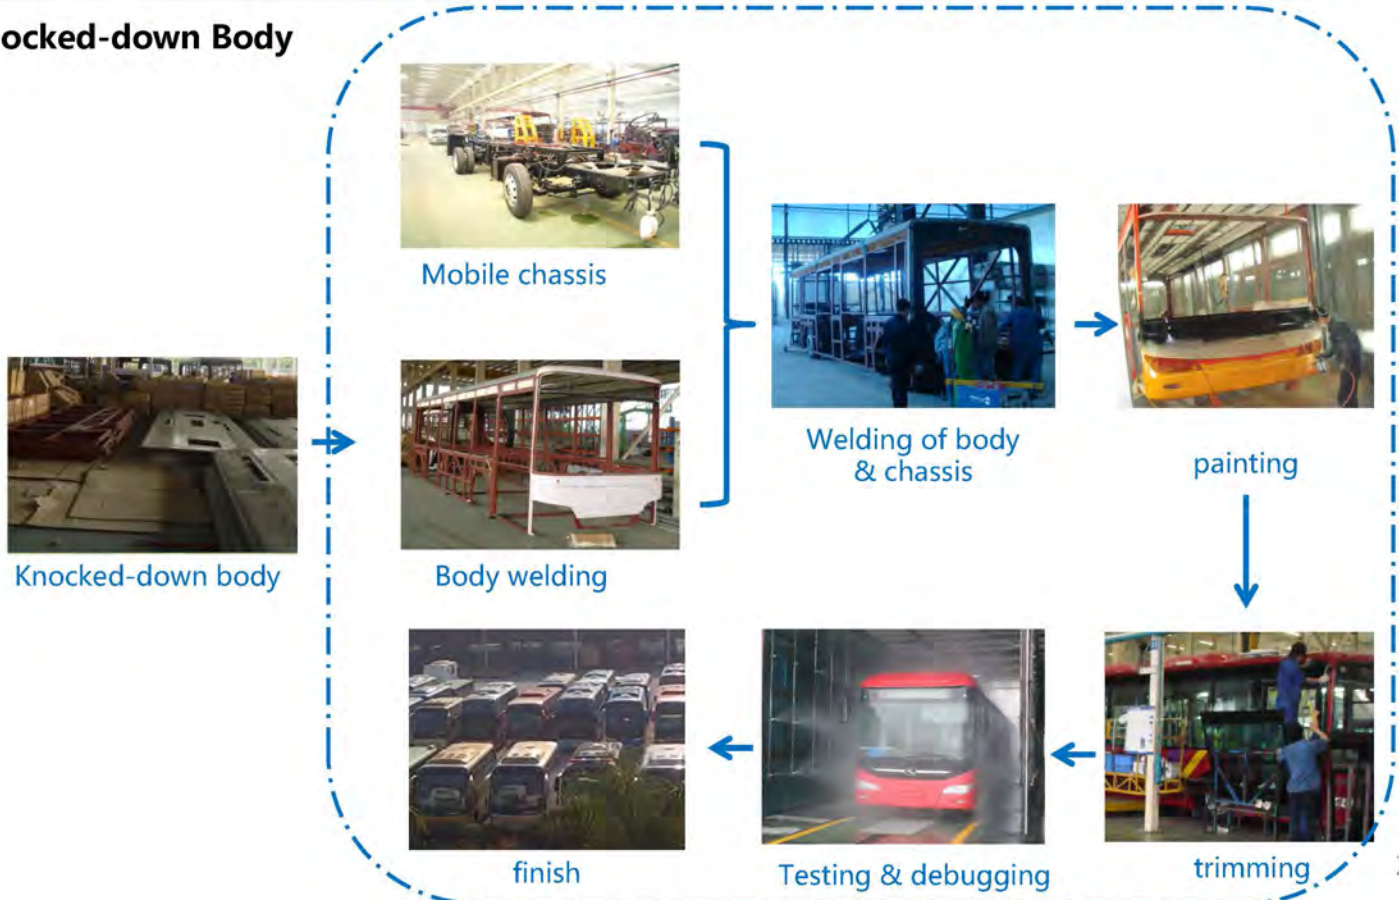 ocked-down Body
Mobile chassis
Knocked-down body
Body welding
Welding of body
& chassis
painting
finish
Testing & debugging
trimming